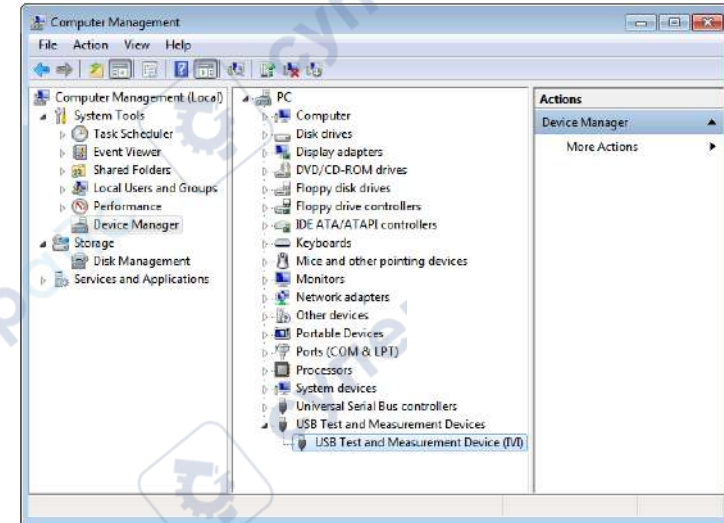 Computer Management
File Action View Help
Computer Management (Local)
System Tools
Task Scheduler
Event Viewer
Shared Folders
Local Users and Groups
Performance
Device Manager
Storage
Disk Management
Services and Applications
PC
Computer
Disk drives
Display adapters
DVD/CD-ROM drives
Floppy disk drives
Floppy drive controllers
IDE ATA/ATAPI controllers
Keyboards
Mice and other pointing devices
Monitors
Network adapters
Other devices
Portable Devices
Ports (COM & LPT)
Processors
System devices
Universal Serial Bus controllers
USB Test and Measurement Devices
USB Test and Measurement Device (IVI)
Actions
Device Manager
More Actions